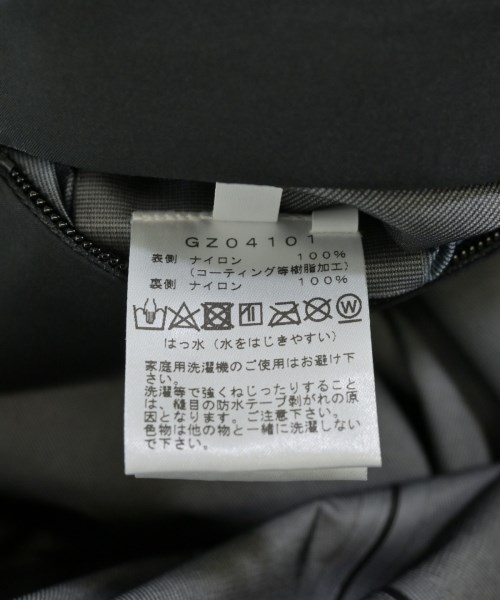 GZ04101
表側 ナイロン 100%
(コーティング等樹脂加工)
裏側 ナイロン 100%
W
はっ水 (水をはじきやすい)
家庭用洗濯機のご使用はお避け下
さい。
洗濯等で強くねじったりすること
は、縫目の防水テープ剥がれの原
因となります。ご注意下さい。
色物は他の物と一緒に洗濯しない
で下さい。